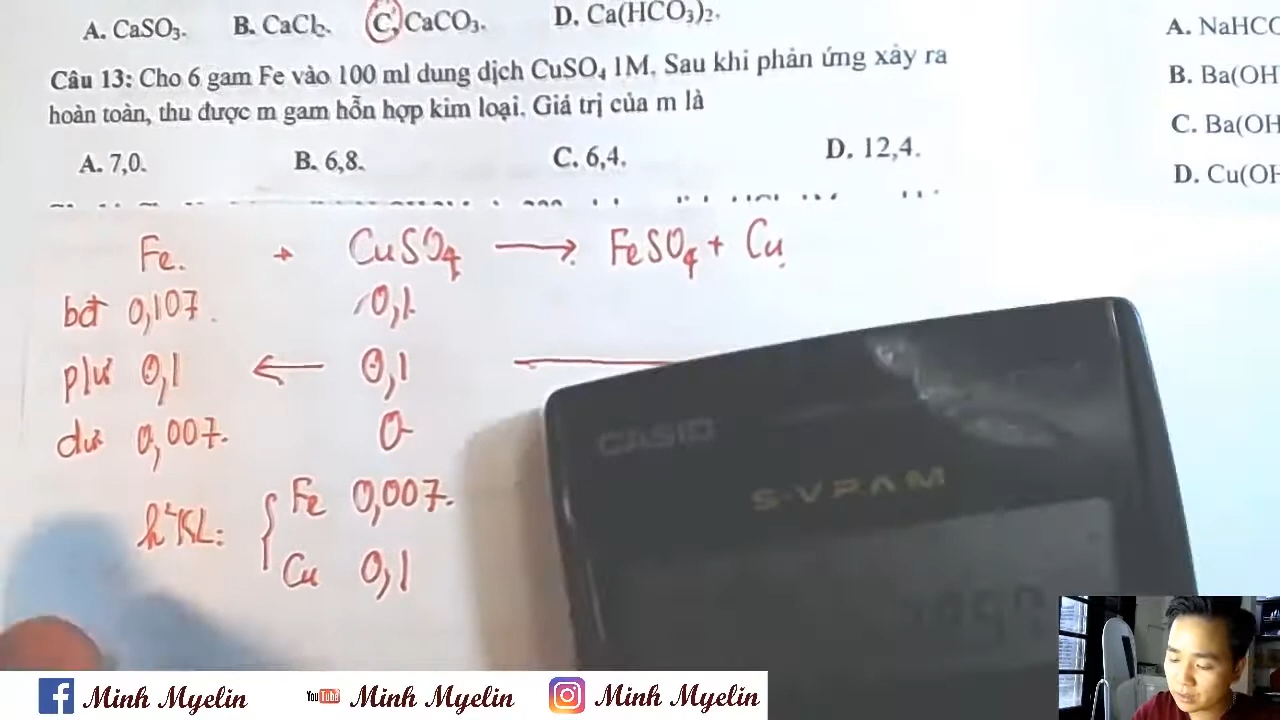 A. CaSO₃. B. CaCl₂. C. CaCO₃. D. Ca(HCO₃)₂.
Câu 13: Cho 6 gam Fe vào 100 ml dung dịch CuSO₄ 1M. Sau khi phản ứng xảy ra
hoàn toàn, thu được m gam hỗn hợp kim loại. Giá trị của m là
A. 7,0. B. 6,8. C. 6,4. D. 12,4.
A. NaHCO
B. Ba(OH
C. Ba(OH
D. Cu(OH
Fe. + CuSO₄ → FeSO₄ + Cu
bđ 0,107. 0,1
p/ư 0,1 ← 0,1
dư 0,007. 0
h²KL: { Fe 0,007.
Cu 0,1
CASIO
S-VPAM
Minh Myelin YouTube Minh Myelin Minh Myelin